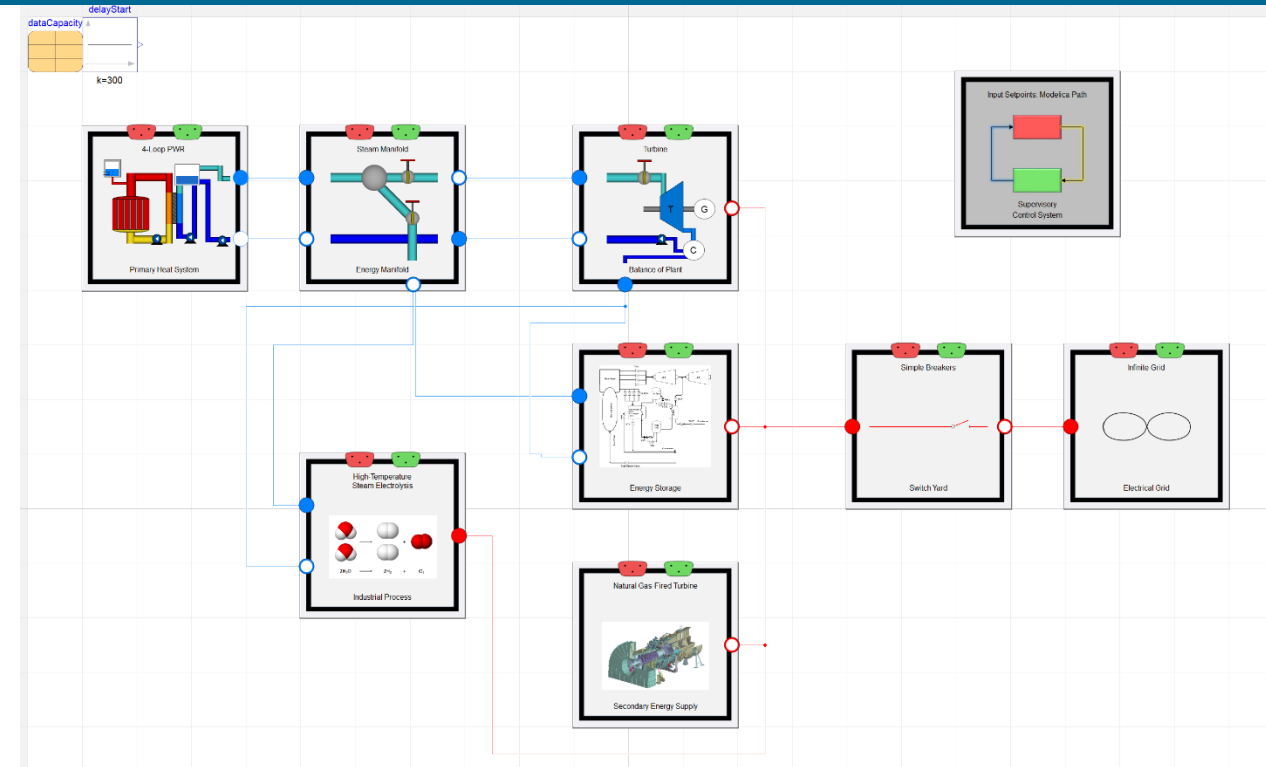 delayStart
dataCapacity
k=300
Input Setpoints: Modelica Path
Supervisory
Control System
4-Loop PWR
Primary Heat System
Steam Manifold
Energy Manifold
Turbine
T
G
C
Balance of Plant
Energy Storage
Simple Breakers
Switch Yard
Infinite Grid
Electrical Grid
High-Temperature
Steam Electrolysis
2H₂O → 2H₂ + O₂
Industrial Process
Natural Gas-Fired Turbine
Secondary Energy Supply